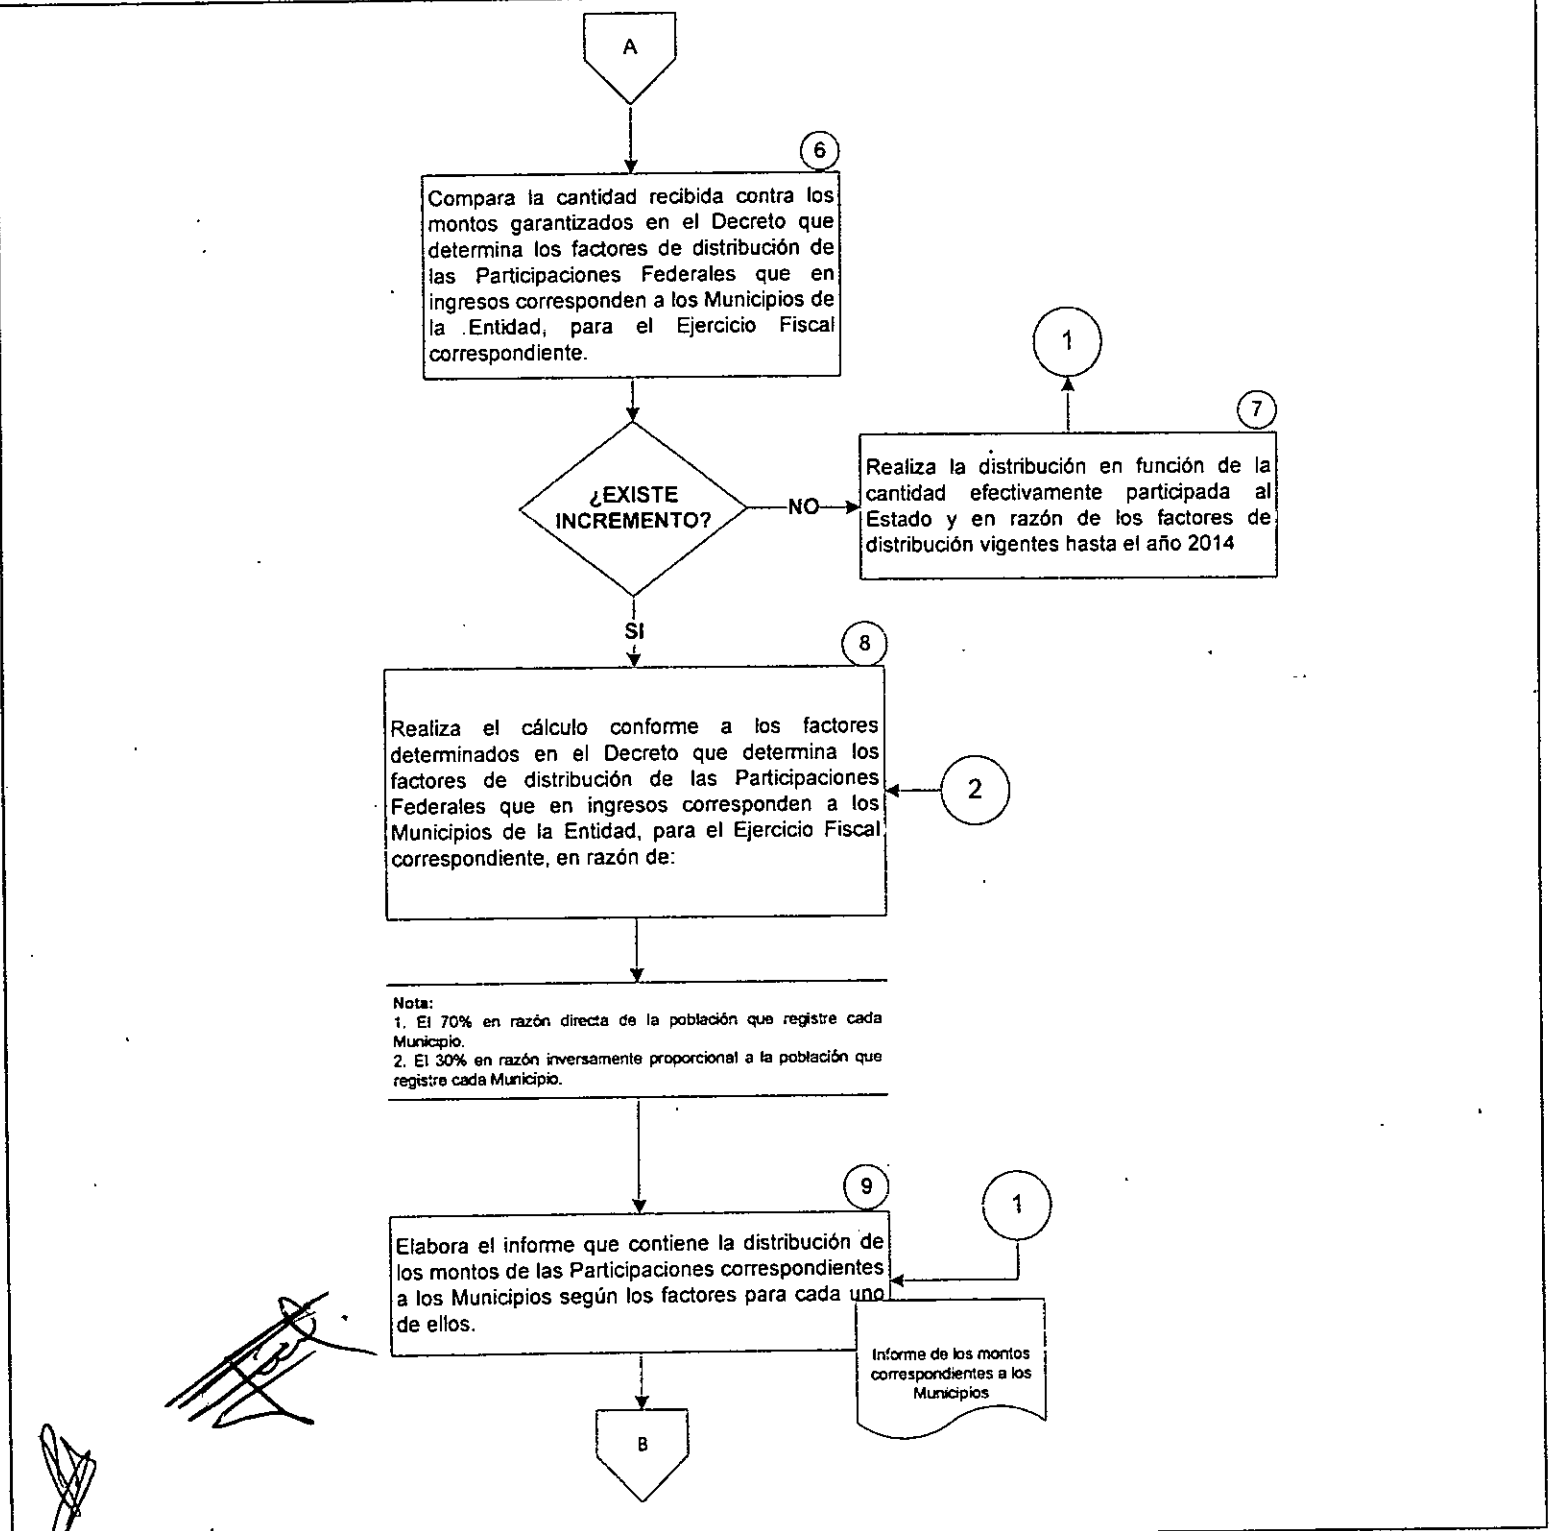 A
6
Compara la cantidad recibida contra los
montos garantizados en el Decreto que
determina los factores de distribución de
las Participaciones Federales que en
ingresos corresponden a los Municipios de
la .Entidad, para el Ejercicio Fiscal
correspondiente.
1
7
¿EXISTE
INCREMENTO?
NO
Realiza la distribución en función de la
cantidad efectivamente participada al
Estado y en razón de los factores de
distribución vigentes hasta el año 2014
SI
8
Realiza el cálculo conforme a los factores
determinados en el Decreto que determina los
factores de distribución de las Participaciones
Federales que en ingresos corresponden a los
Municipios de la Entidad, para el Ejercicio Fiscal
correspondiente, en razón de:
2
Nota:
1. El 70% en razón directa de la población que registre cada
Municipio.
2. El 30% en razón inversamente proporcional a la población que
registre cada Municipio.
9
1
Elabora el informe que contiene la distribución de
los montos de las Participaciones correspondientes
a los Municipios según los factores para cada uno
de ellos.
Informe de los montos
correspondientes a los
Municipios
B